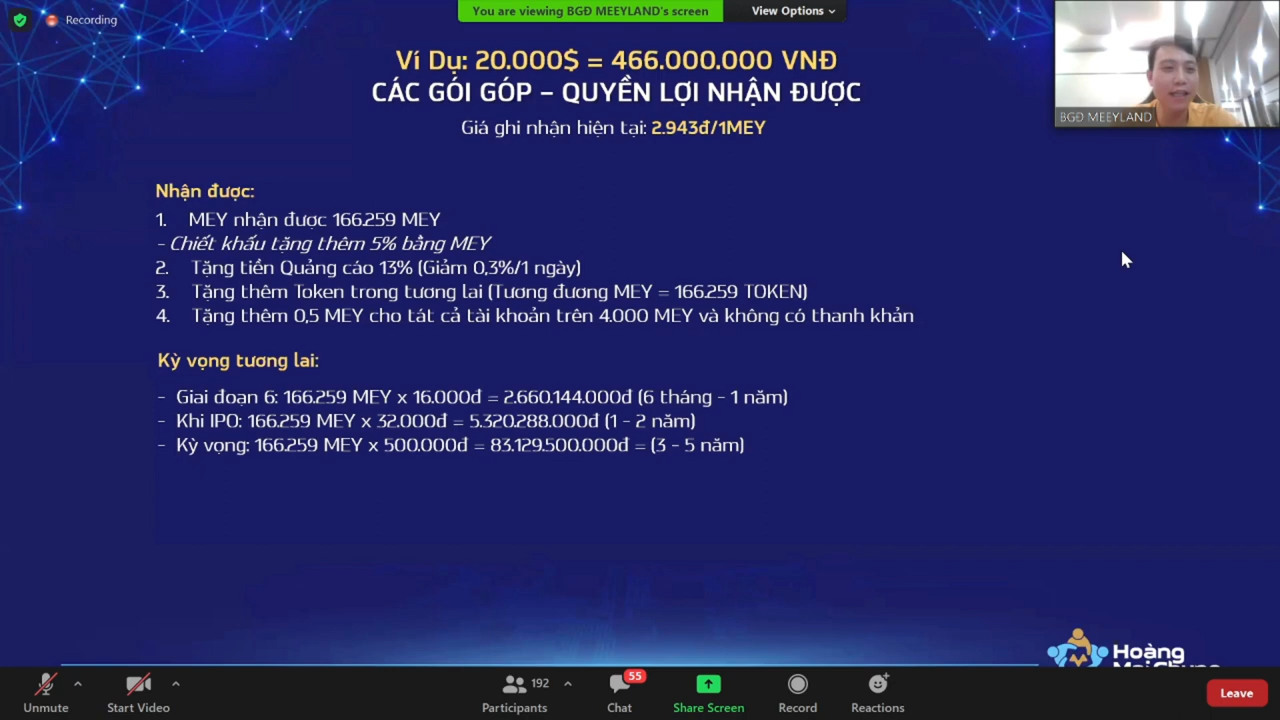 Recording
You are viewing BGĐ MEEYLAND's screen
View Options
Ví Dụ: 20.000$ = 466.000.000 VNĐ
CÁC GÓI GÓP – QUYỀN LỢI NHẬN ĐƯỢC
Giá ghi nhận hiện tại: 2.943đ/1MEY
BGĐ MEEYLAND
Nhận được:
1. MEY nhận được 166.259 MEY
- Chiết khấu tặng thêm 5% bằng MEY
2. Tặng tiền Quảng cáo 13% (Giảm 0,3%/1 ngày)
3. Tặng thêm Token trong tương lai (Tương đương MEY = 166.259 TOKEN)
4. Tặng thêm 0,5 MEY cho tát cả tài khoản trên 4.000 MEY và không có thanh khản
Kỳ vọng tương lai:
- Giai đoạn 6: 166.259 MEY x 16.000đ = 2.660.144.000đ (6 tháng - 1 năm)
- Khi IPO: 166.259 MEY x 32.000đ = 5.320.288.000đ (1 - 2 năm)
- Kỳ vọng: 166.259 MEY x 500.000đ = 83.129.500.000đ = (3 - 5 năm)
Hoàng
Unmute
Start Video
192
Participants
55
Chat
Share Screen
Record
Reactions
Leave